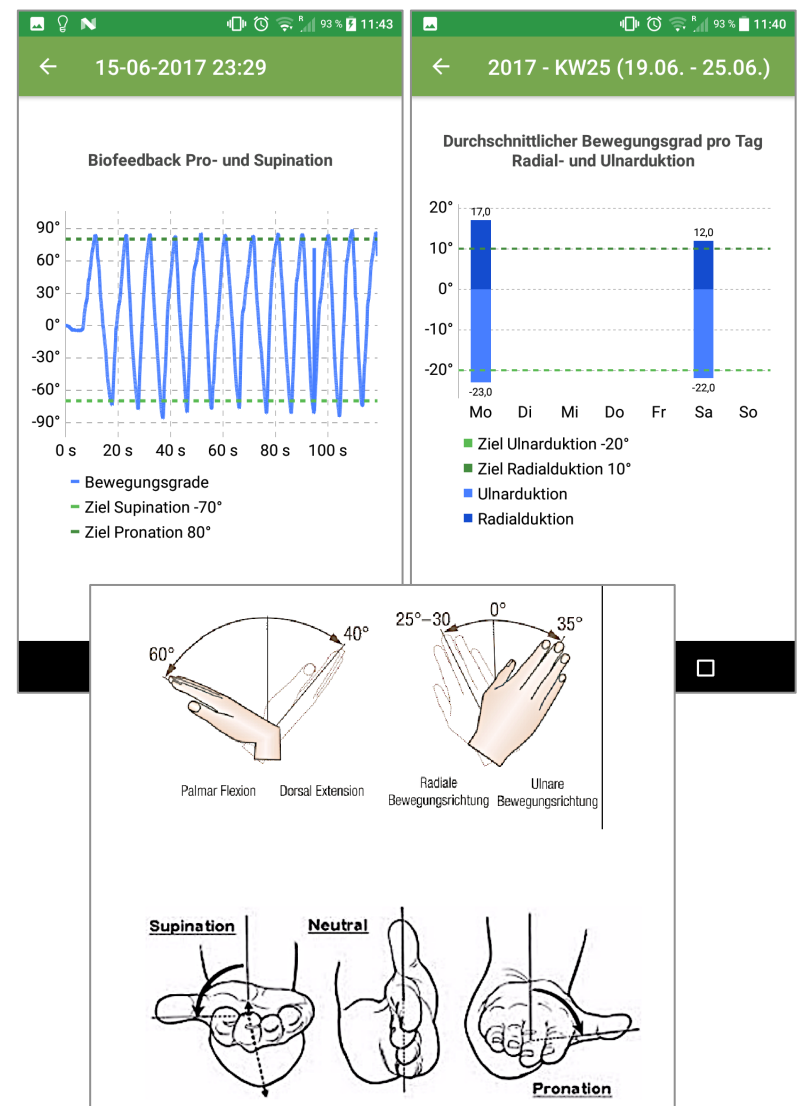 R 93 % 11:43
15-06-2017 23:29
Biofeedback Pro- und Supination
90°
60°
30°
0°
-30°
-60°
-90°
0 s 20 s 40 s 60 s 80 s 100 s
Bewegungsgrade
Ziel Supination -70°
Ziel Pronation 80°
R 93 % 11:40
2017 - KW25 (19.06. - 25.06.)
Durchschnittlicher Bewegungsgrad pro Tag
Radial- und Ulnarduktion
20°
10°
0°
-10°
-20°
17,0
12,0
-23,0
-22,0
Mo Di Mi Do Fr Sa So
Ziel Ulnarduktion -20°
Ziel Radialduktion 10°
Ulnarduktion
Radialduktion
60°
40°
Palmar Flexion Dorsal Extension
25°–30
0°
35°
Radiale
Bewegungsrichtung
Ulnare
Bewegungsrichtung
Supination
Neutral
Pronation